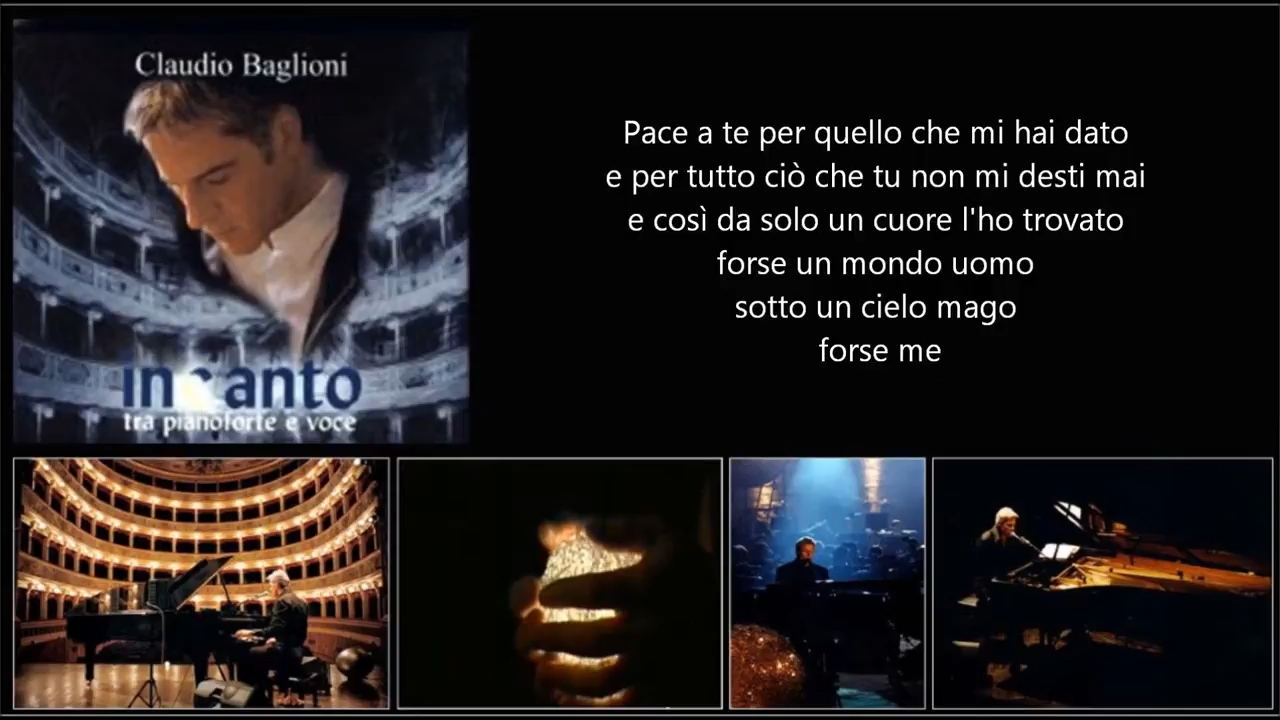 Claudio Baglioni
incanto
tra pianoforte e voce
Pace a te per quello che mi hai dato
e per tutto ciò che tu non mi desti mai
e così da solo un cuore l'ho trovato
forse un mondo uomo
sotto un cielo mago
forse me